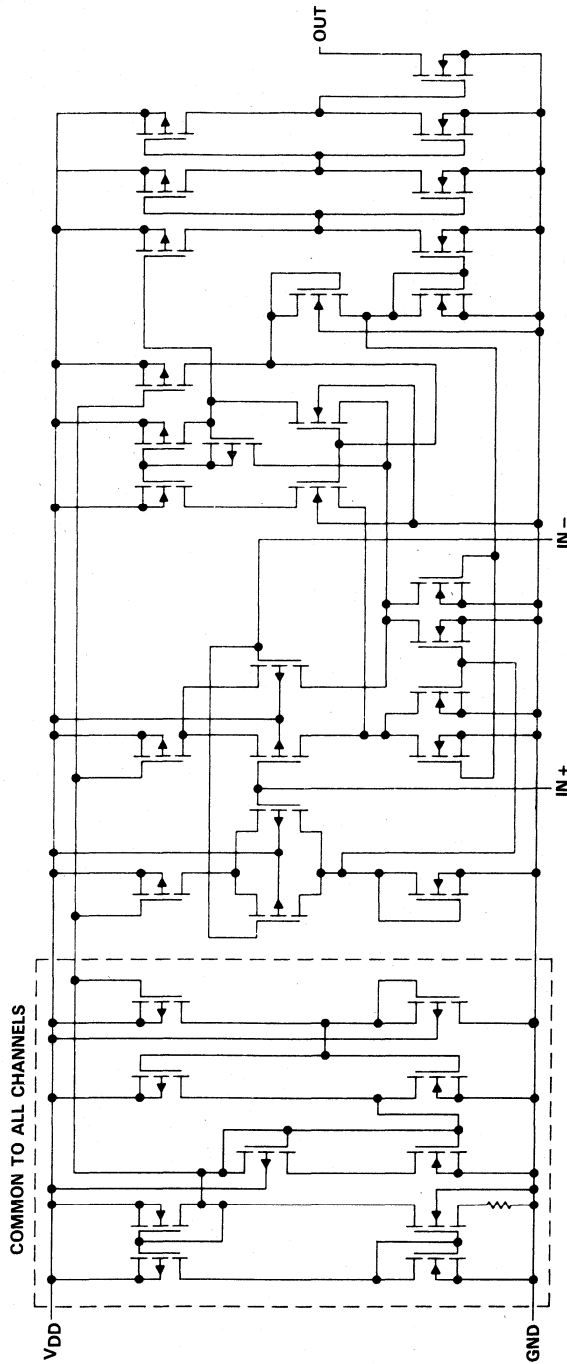 COMMON TO ALL CHANNELS
VDD
GND
IN +
IN −
OUT